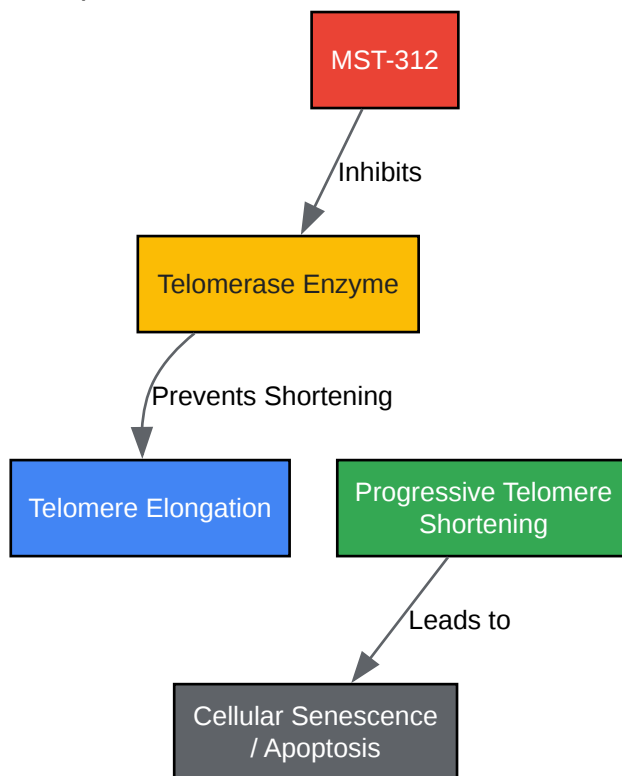 MST-312
Inhibits
Telomerase Enzyme
Prevents Shortening
Telomere Elongation
Progressive Telomere
Shortening
Leads to
Cellular Senescence
/ Apoptosis